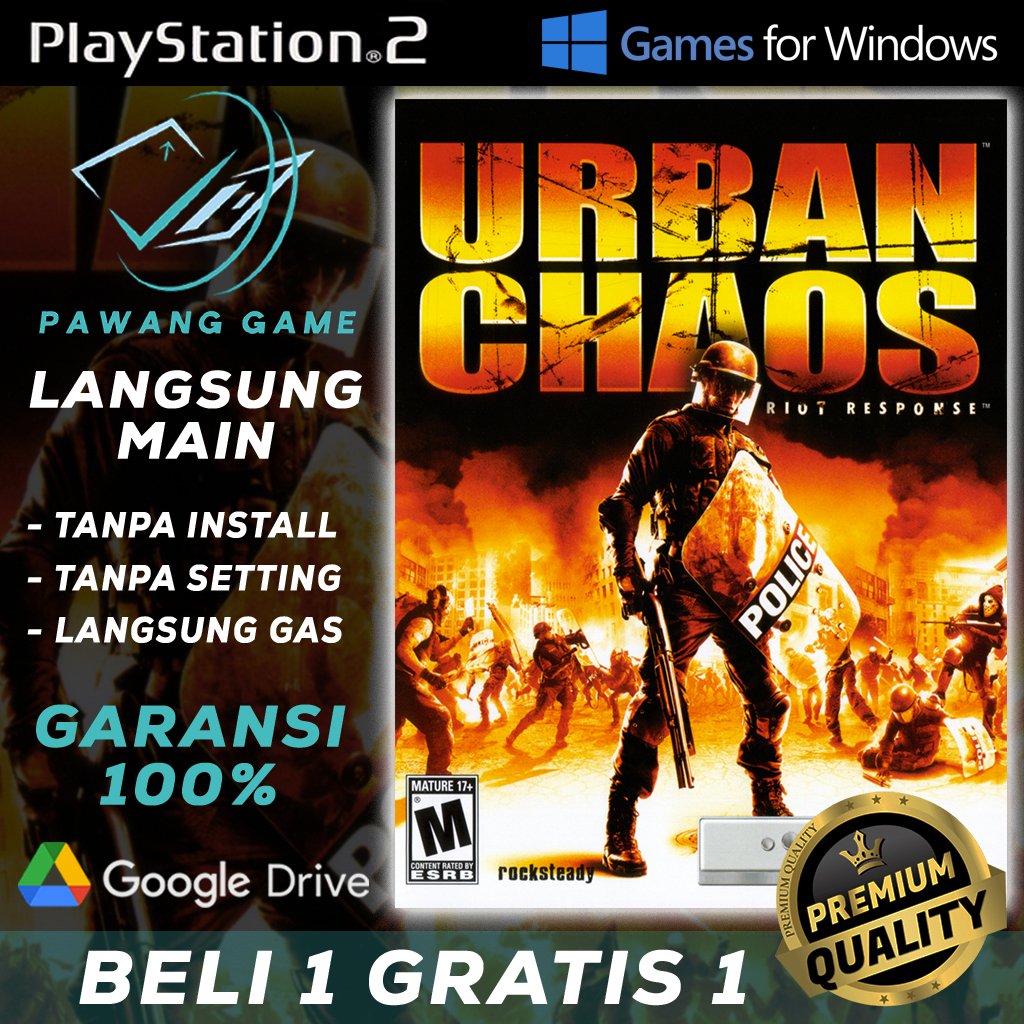 PlayStation®2
Games for Windows
PAWANG GAME
LANGSUNG
MAIN
- TANPA INSTALL
- TANPA SETTING
- LANGSUNG GAS
GARANSI
100%
Google Drive
URBAN
CHAOS
RIOT RESPONSE™
POLICE
MATURE 17+
M
CONTENT RATED BY
ESRB
rocksteady
PREMIUM QUALITY
PREMIUM
QUALITY
BELI 1 GRATIS 1